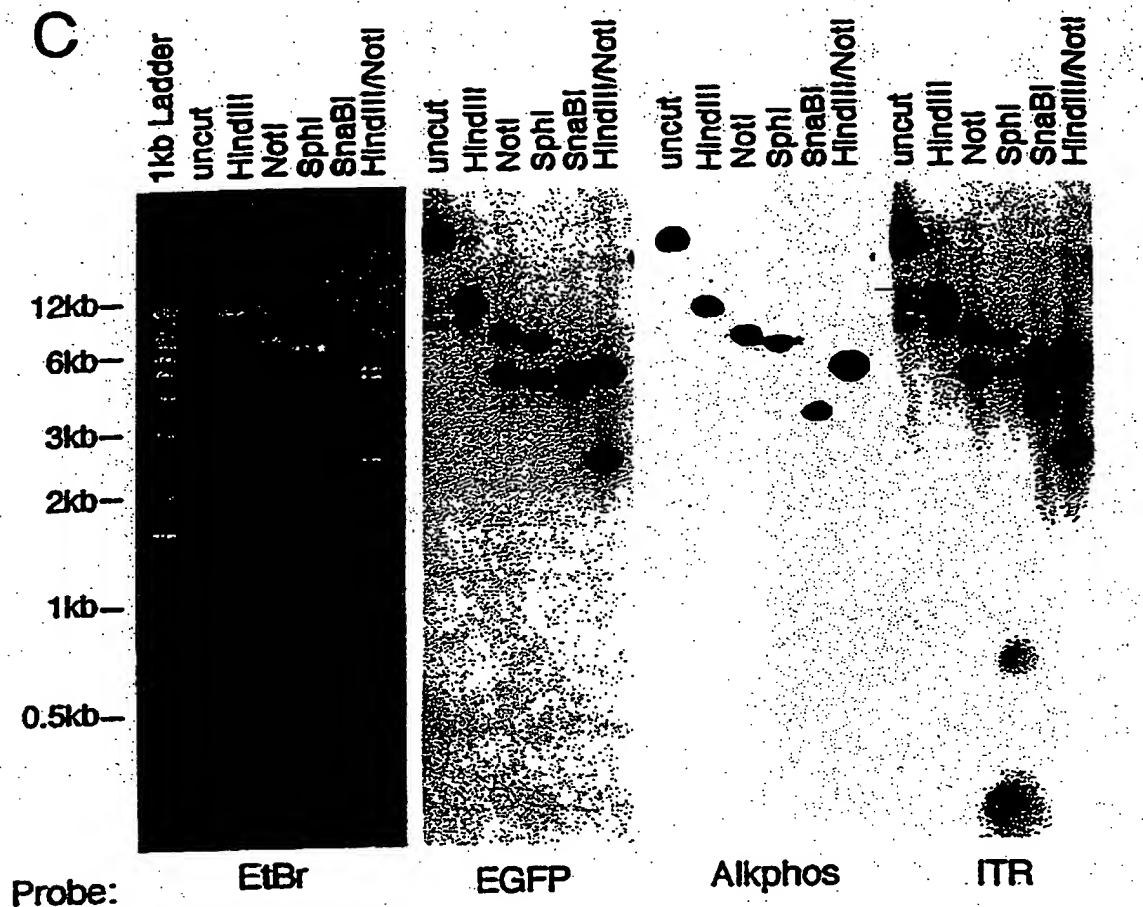 C
1kb Ladder
uncut
HindIII
NotI
SphI
SnaBI
HindIII/NotI
uncut
HindIII
NotI
SphI
SnaBI
HindIII/NotI
uncut
HindIII
NotI
SphI
SnaBI
HindIII/NotI
uncut
HindIII
NotI
SphI
SnaBI
HindIII/NotI
12kb
6kb
3kb
2kb
1kb
0.5kb
Probe:
EtBr
EGFP
Alkphos
ITR